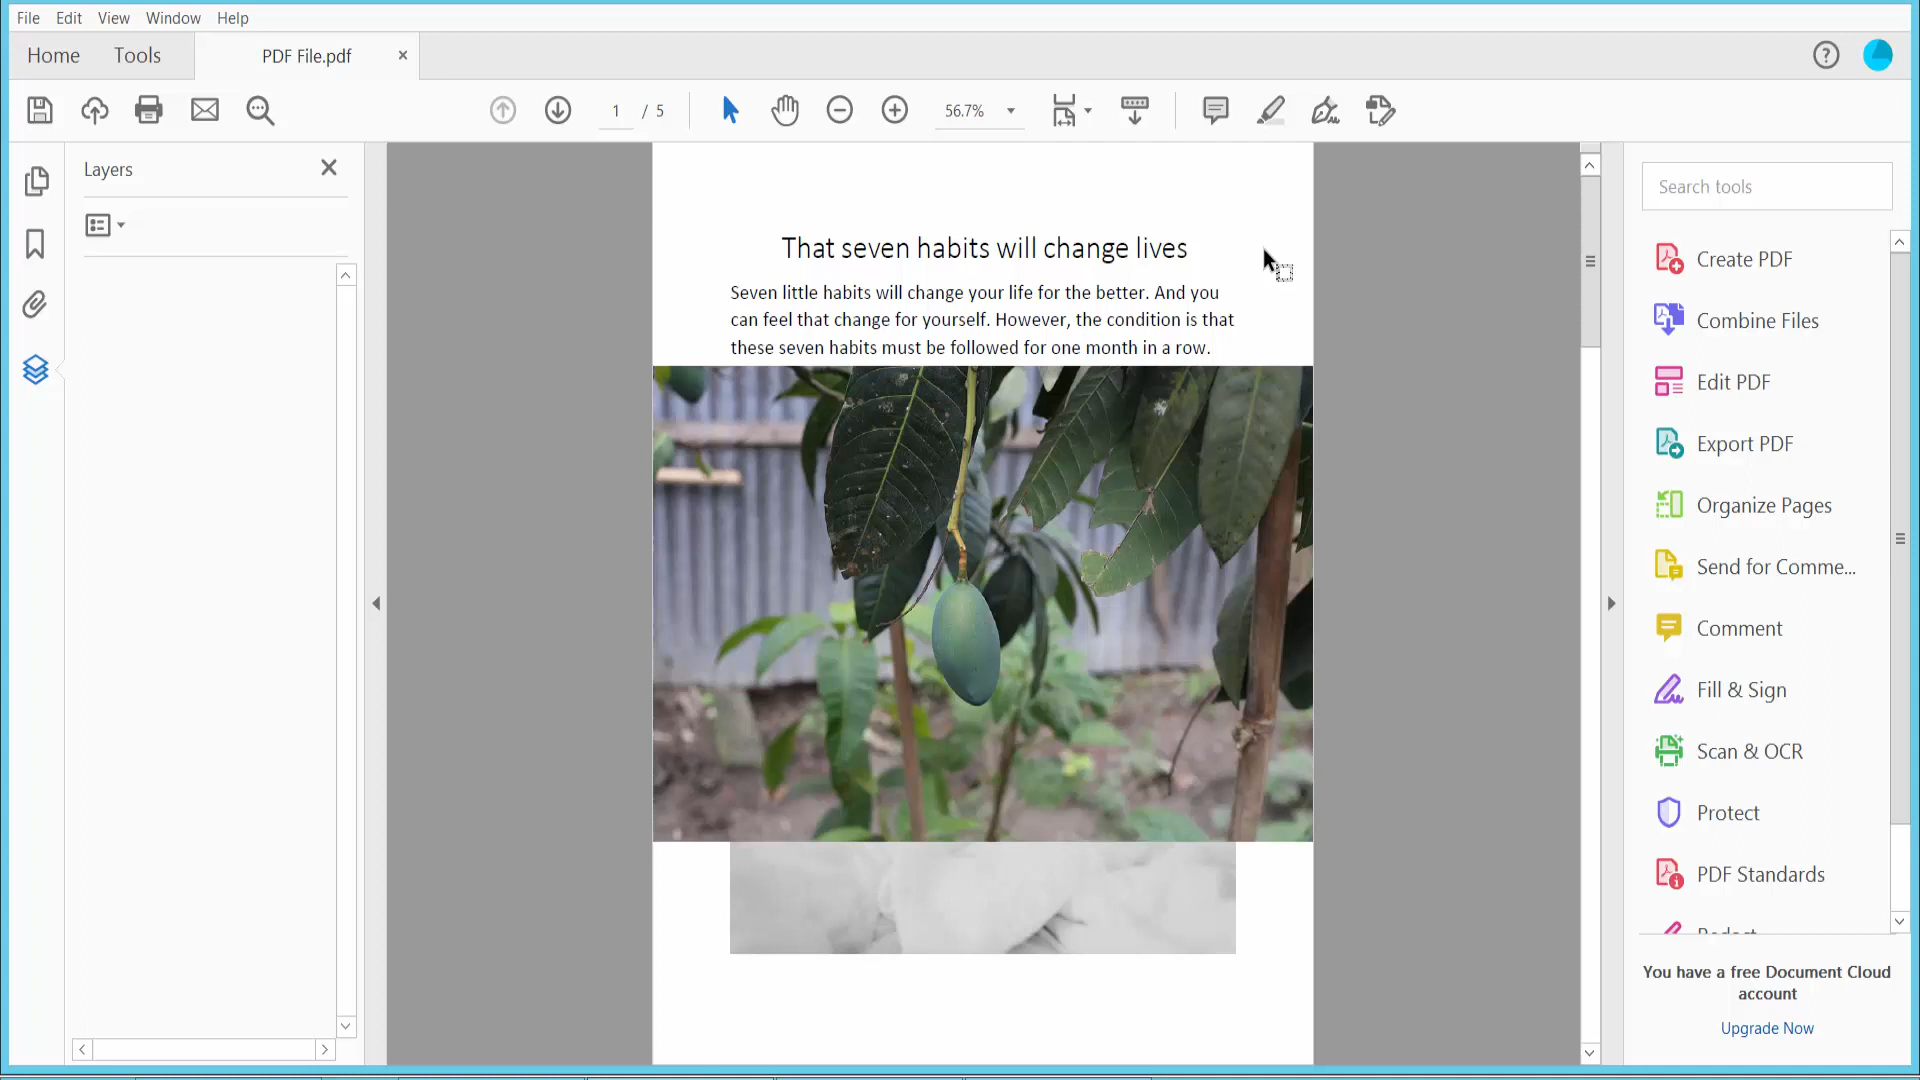 File Edit View Window Help
Home Tools PDF File.pdf
1 / 5 56.7%
Layers
That seven habits will change lives
Seven little habits will change your life for the better. And you
can feel that change for yourself. However, the condition is that
these seven habits must be followed for one month in a row.
Search tools
Create PDF
Combine Files
Edit PDF
Export PDF
Organize Pages
Send for Comme...
Comment
Fill & Sign
Scan & OCR
Protect
PDF Standards
Redact
You have a free Document Cloud
account
Upgrade Now